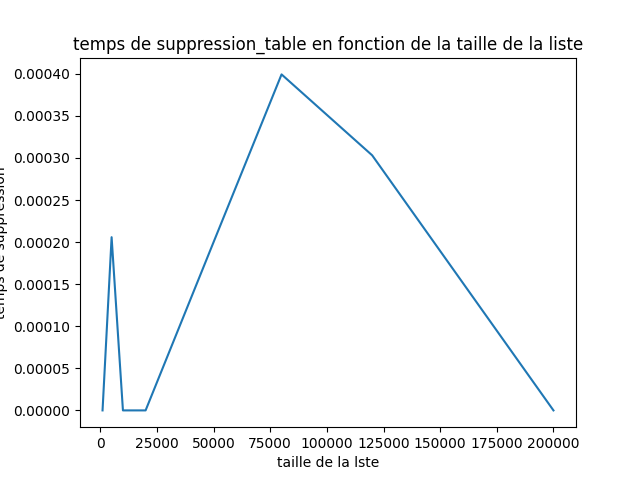 temps de suppression_table en fonction de la taille de la liste
0.00040
0.00035
0.00030
0.00025
0.00020
0.00015
0.00010
0.00005
0.00000
temps de suppression
0 25000 50000 75000 100000 125000 150000 175000 200000
taille de la lste